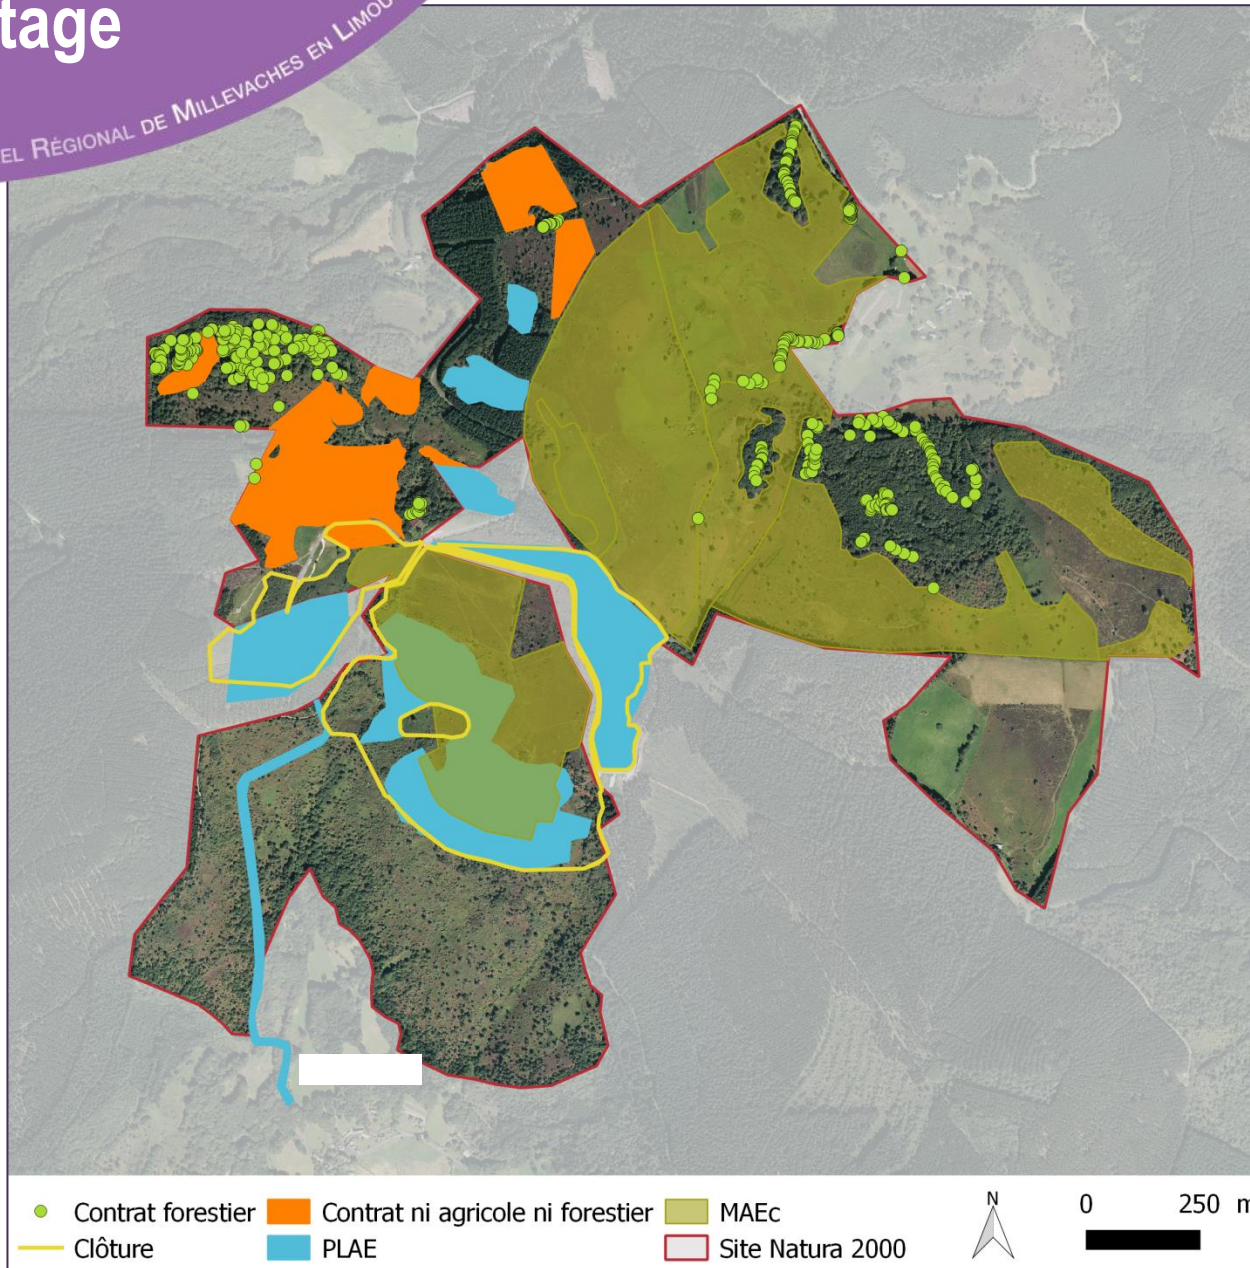 tage
EL RÉGIONAL DE MILLEVACHES EN LIMOU
Contrat forestier
Contrat ni agricole ni forestier
MAEc
Clôture
PLAE
Site Natura 2000
N
0 250 m